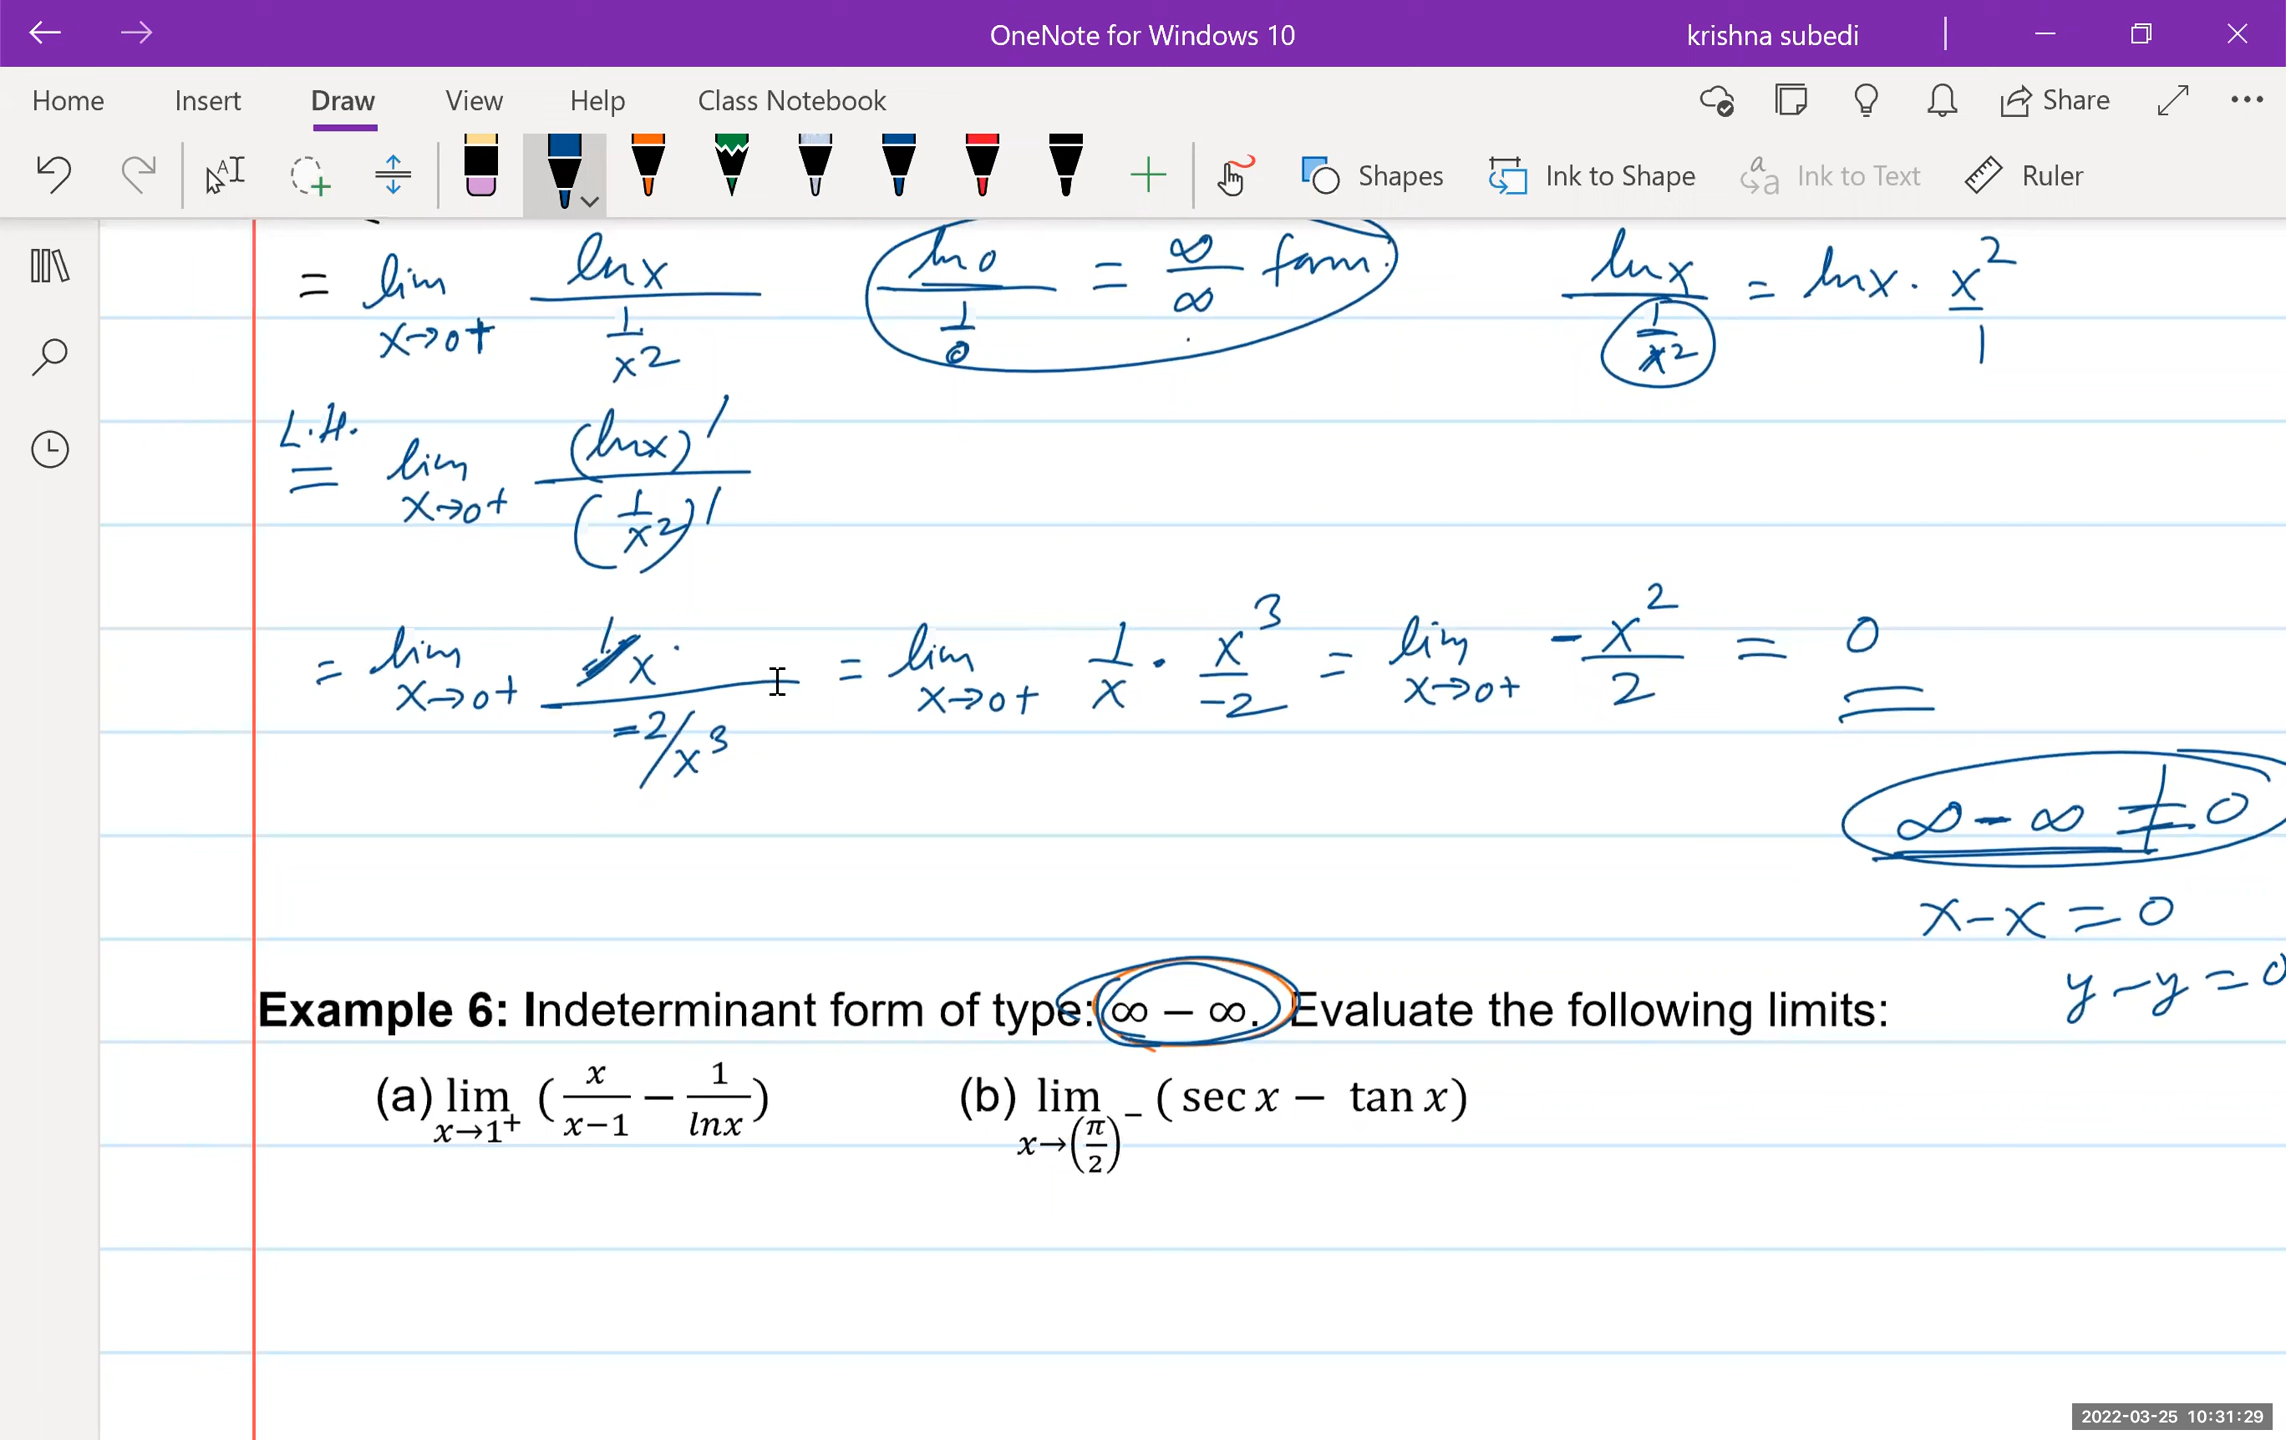 OneNote for Windows 10
krishna subedi
Home Insert Draw View Help Class Notebook Share
Shapes Ink to Shape Ink to Text Ruler
= lim x→0+ ln x / (1/x²)
ln 0 / (1/0) = ∞/∞ form.
ln x / (1/x²) = ln x · x²/1
L.H. = lim x→0+ (ln x)' / (1/x²)'
= lim x→0+ (1/x) / (-2/x³) = lim x→0+ 1/x · x³/-2 = lim x→0+ -x²/2 = 0
∞ - ∞ ≠ 0
x - x = 0
y - y = 0
Example 6: Indeterminant form of type: ∞ − ∞. Evaluate the following limits:
(a) lim x→1⁺ (x/(x−1) − 1/lnx) (b) lim x→(π/2)⁻ ( sec x − tan x)
2022-03-25 10:31:29